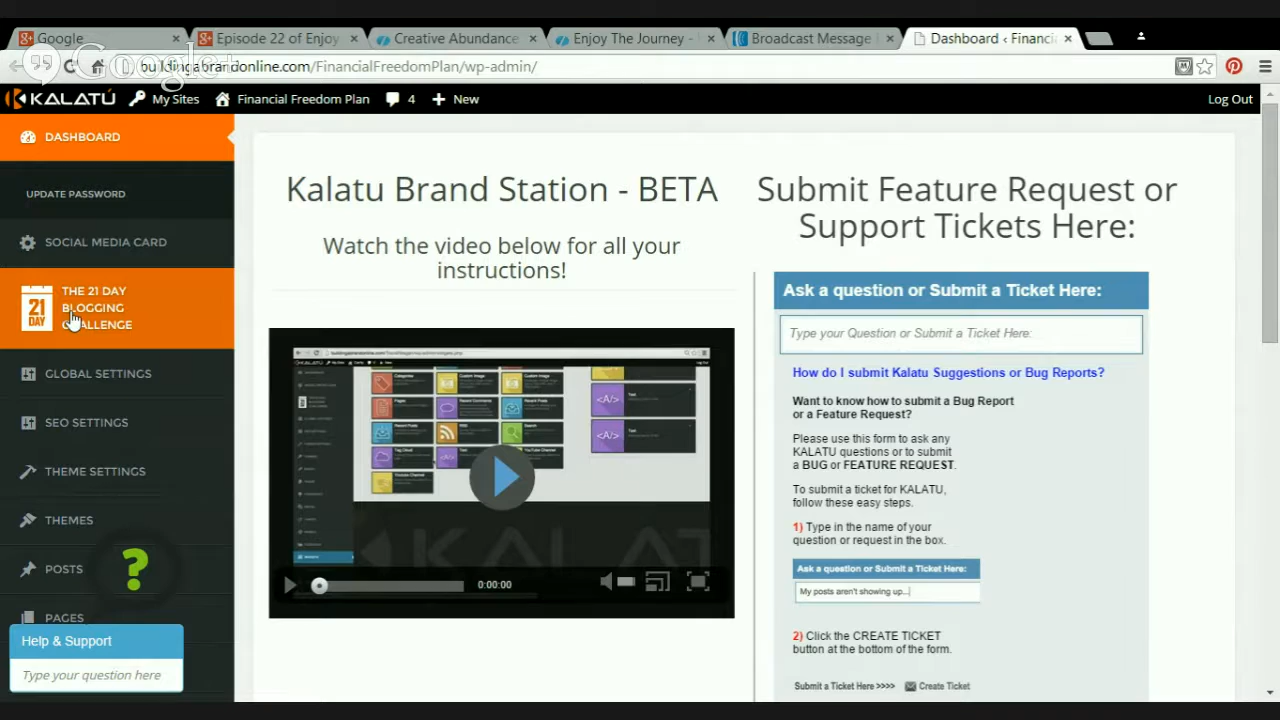 Google
Episode 22 of Enjoy
Creative Abundance
Enjoy The Journey -
Broadcast Message |
Dashboard ‹ Financi
Google+
buildingabrandonline.com/FinancialFreedomPlan/wp-admin/
KALATÚ
My Sites
Financial Freedom Plan
4
+ New
Log Out
DASHBOARD
UPDATE PASSWORD
SOCIAL MEDIA CARD
21
DAY
THE 21 DAY
BLOGGING
CHALLENGE
GLOBAL SETTINGS
SEO SETTINGS
THEME SETTINGS
THEMES
POSTS
?
PAGES
Help & Support
Type your question here
Kalatu Brand Station - BETA
Watch the video below for all your
instructions!
KALAT
0:00:00
Submit Feature Request or
Support Tickets Here:
Ask a question or Submit a Ticket Here:
Type your Question or Submit a Ticket Here:
How do I submit Kalatu Suggestions or Bug Reports?
Want to know how to submit a Bug Report
or a Feature Request?
Please use this form to ask any
KALATU questions or to submit
a BUG or FEATURE REQUEST.
To submit a ticket for KALATU,
follow these easy steps.
1) Type in the name of your
question or request in the box.
Ask a question or Submit a Ticket Here:
My posts aren't showing up...
2) Click the CREATE TICKET
button at the bottom of the form.
Submit a Ticket Here >>>> Create Ticket